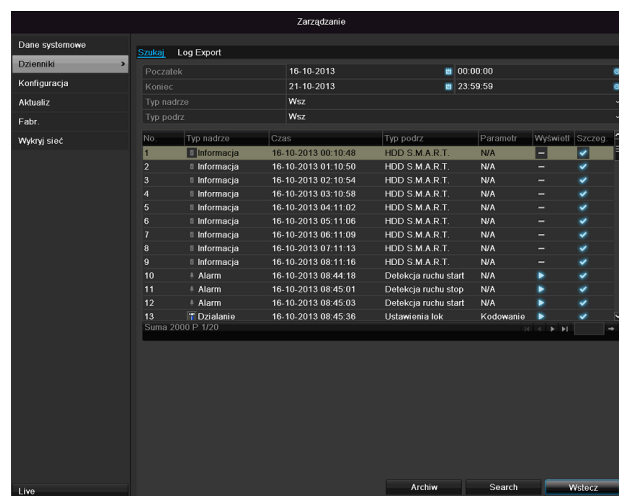 Zarządzanie
Dane systemowe
Dzienniki
Konfiguracja
Aktualiz
Fabr.
Wykryj sieć
Live
Szukaj Log Export
Poczatek 16-10-2013 00:00:00
Koniec 21-10-2013 23:59:59
Typ nadrze Wsz
Typ podrz Wsz
No. Typ nadrze Czas Typ podrz Parametr Wyświetl Szczeg.
1 Informacja 16-10-2013 00:10:48 HDD S.M.A.R.T. N/A –
2 Informacja 16-10-2013 01:10:50 HDD S.M.A.R.T. N/A –
3 Informacja 16-10-2013 02:10:54 HDD S.M.A.R.T. N/A –
4 Informacja 16-10-2013 03:10:58 HDD S.M.A.R.T. N/A –
5 Informacja 16-10-2013 04:11:02 HDD S.M.A.R.T. N/A –
6 Informacja 16-10-2013 05:11:06 HDD S.M.A.R.T. N/A –
7 Informacja 16-10-2013 06:11:09 HDD S.M.A.R.T. N/A –
8 Informacja 16-10-2013 07:11:13 HDD S.M.A.R.T. N/A –
9 Informacja 16-10-2013 08:11:16 HDD S.M.A.R.T. N/A –
10 Alarm 16-10-2013 08:44:18 Detekcja ruchu start N/A
11 Alarm 16-10-2013 08:45:01 Detekcja ruchu stop N/A
12 Alarm 16-10-2013 08:45:03 Detekcja ruchu start N/A
13 Dzialanie 16-10-2013 08:45:36 Ustawienia lok Kodowanie
Suma 2000 P 1/20
Archiw Search Wstecz